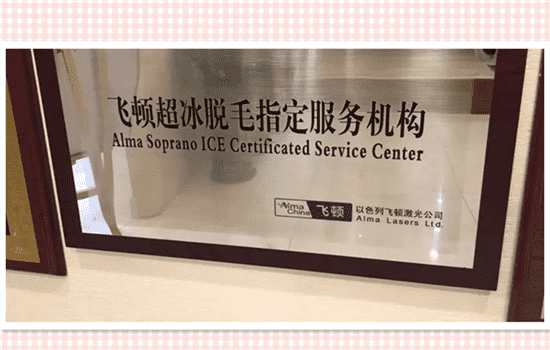 飞顿超冰脱毛指定服务机构
Alma Soprano ICE Certificated Service Center
Alma China 飞顿
以色列飞顿激光公司
Alma Lasers Ltd.